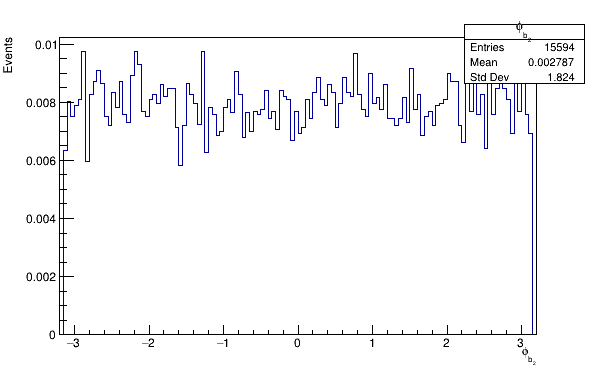 ϕb2
Entries 15594
Mean 0.002787
Std Dev 1.824
Events
0.01
0.008
0.006
0.004
0.002
0
−3 −2 −1 0 1 2 3
ϕb2